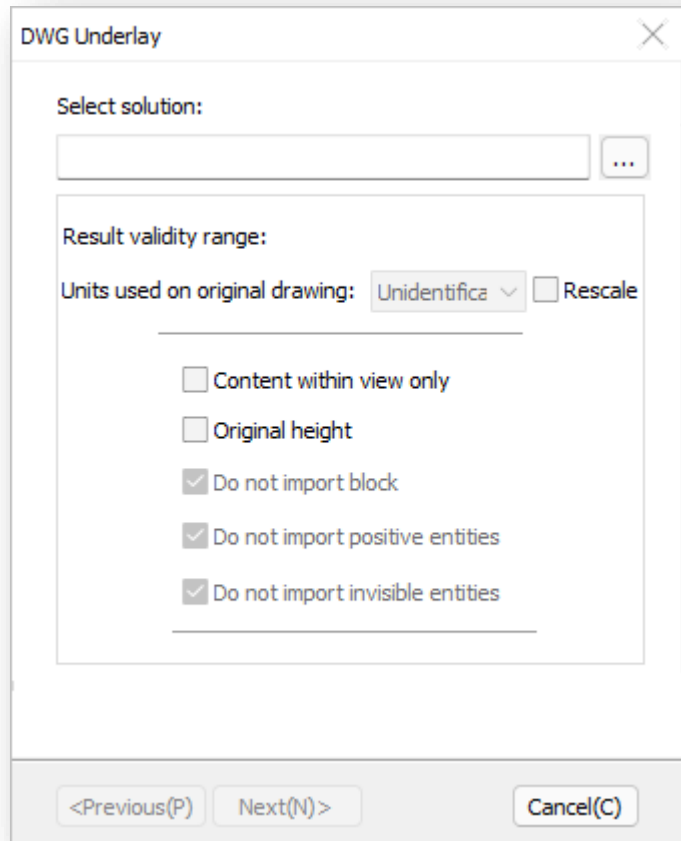 DWG Underlay
Select solution:
...
Result validity range:
Units used on original drawing: Unidentifica Rescale
Content within view only
Original height
Do not import block
Do not import positive entities
Do not import invisible entities
<Previous(P) Next(N)> Cancel(C)